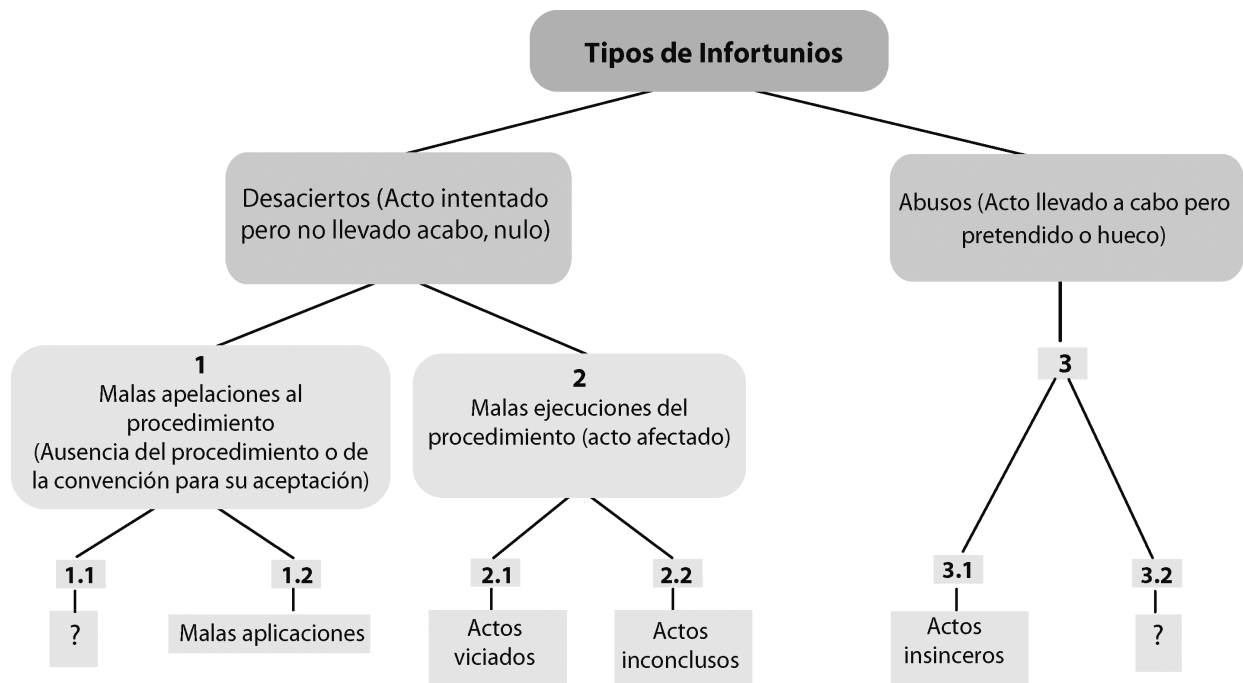 Tipos de Infortunios
Desaciertos (Acto intentado
pero no llevado acabo, nulo)
Abusos (Acto llevado a cabo pero
pretendido o hueco)
1
Malas apelaciones al
procedimiento
(Ausencia del procedimiento o de
la convención para su aceptación)
2
Malas ejecuciones del
procedimiento (acto afectado)
3
1.1
?
1.2
Malas aplicaciones
2.1
Actos
viciados
2.2
Actos
inconclusos
3.1
Actos
insinceros
3.2
?